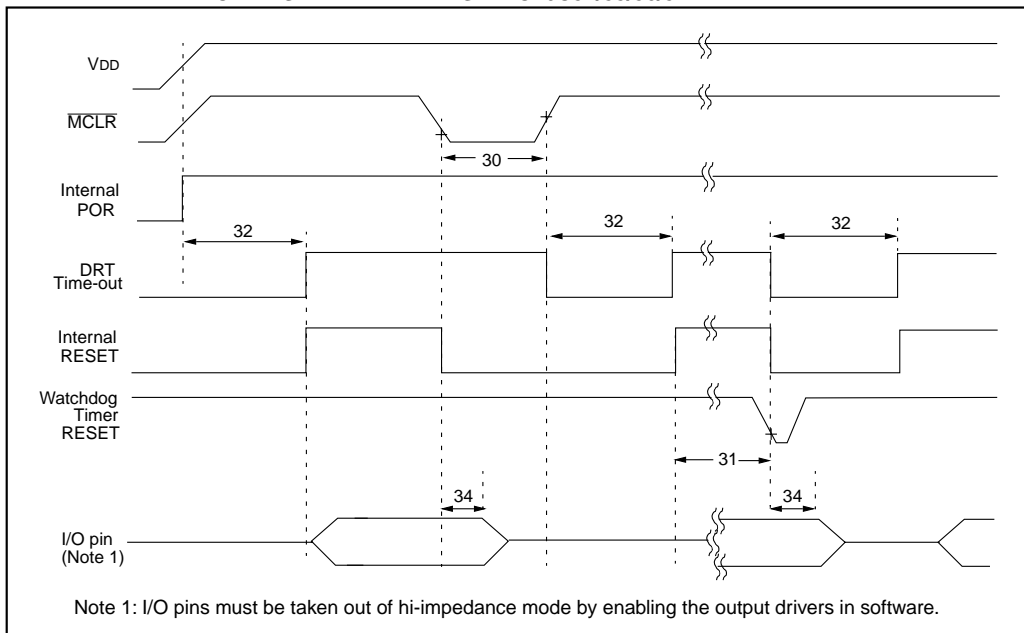 VDD
MCLR
30
Internal
POR
32
32
32
DRT
Time-out
Internal
RESET
Watchdog
Timer
RESET
31
34
34
I/O pin
(Note 1)
Note 1: I/O pins must be taken out of hi-impedance mode by enabling the output drivers in software.